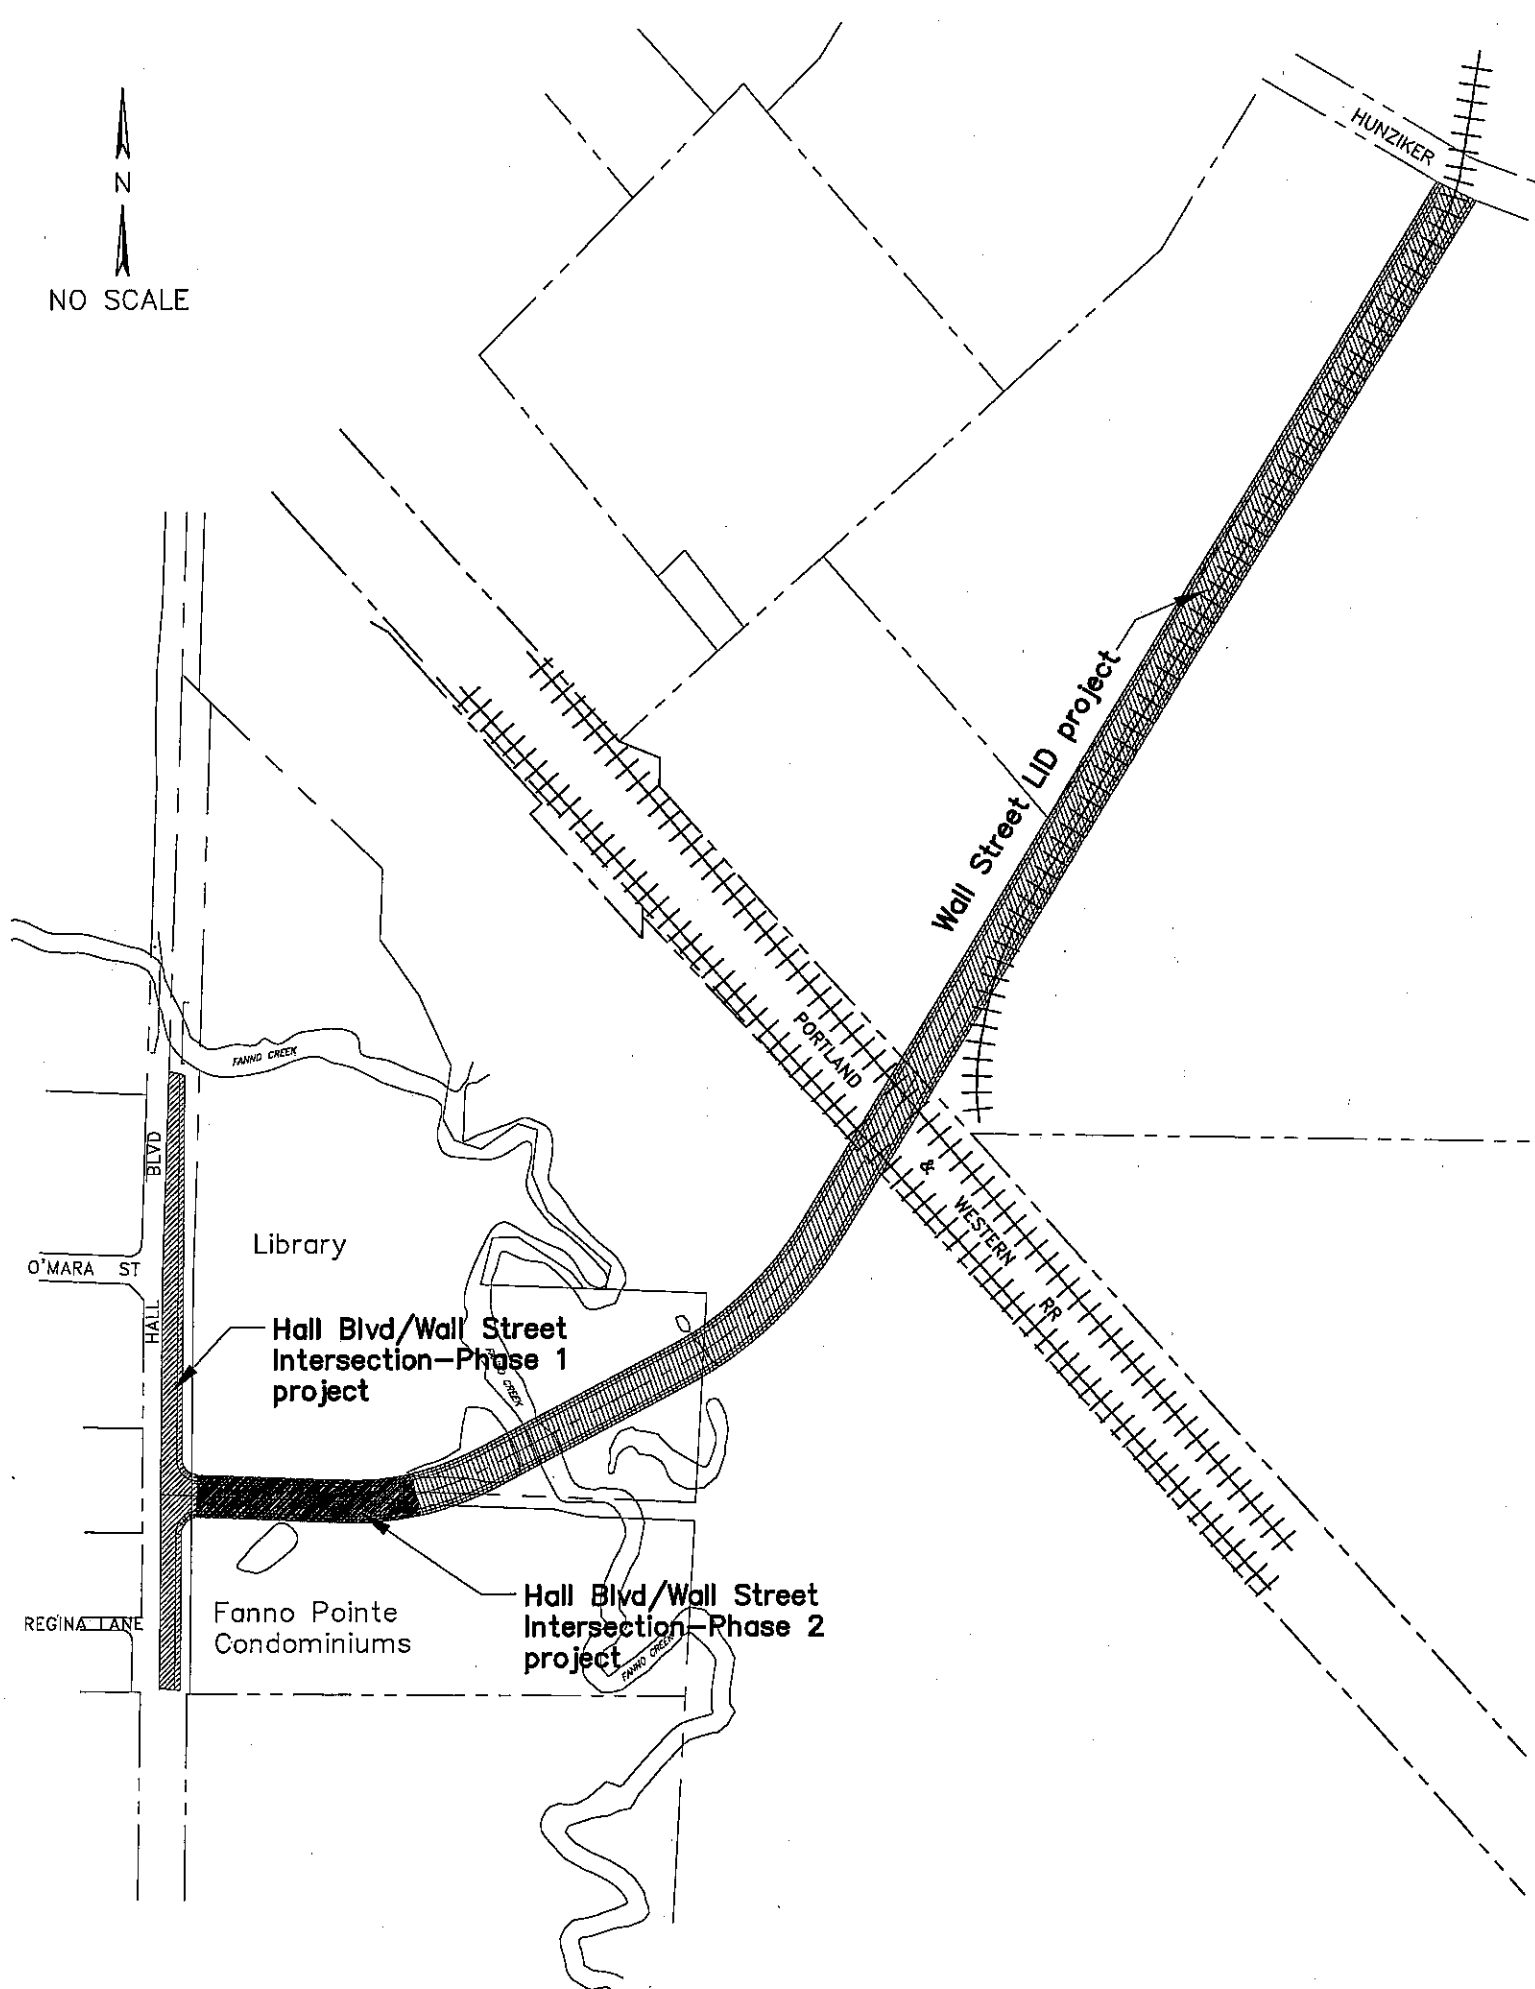 HUNZIKER
N
NO SCALE
Wall Street LID project
PORTLAND
&
WESTERN
RR
FANNO CREEK
BLVD
HALL
O'MARA ST
Library
Hall Blvd/Wall Street
Intersection-Phase 1
project
FANNO CREEK
Hall Blvd/Wall Street
Intersection-Phase 2
project
REGINA LANE
Fanno Pointe
Condominiums
FANNO CREEK